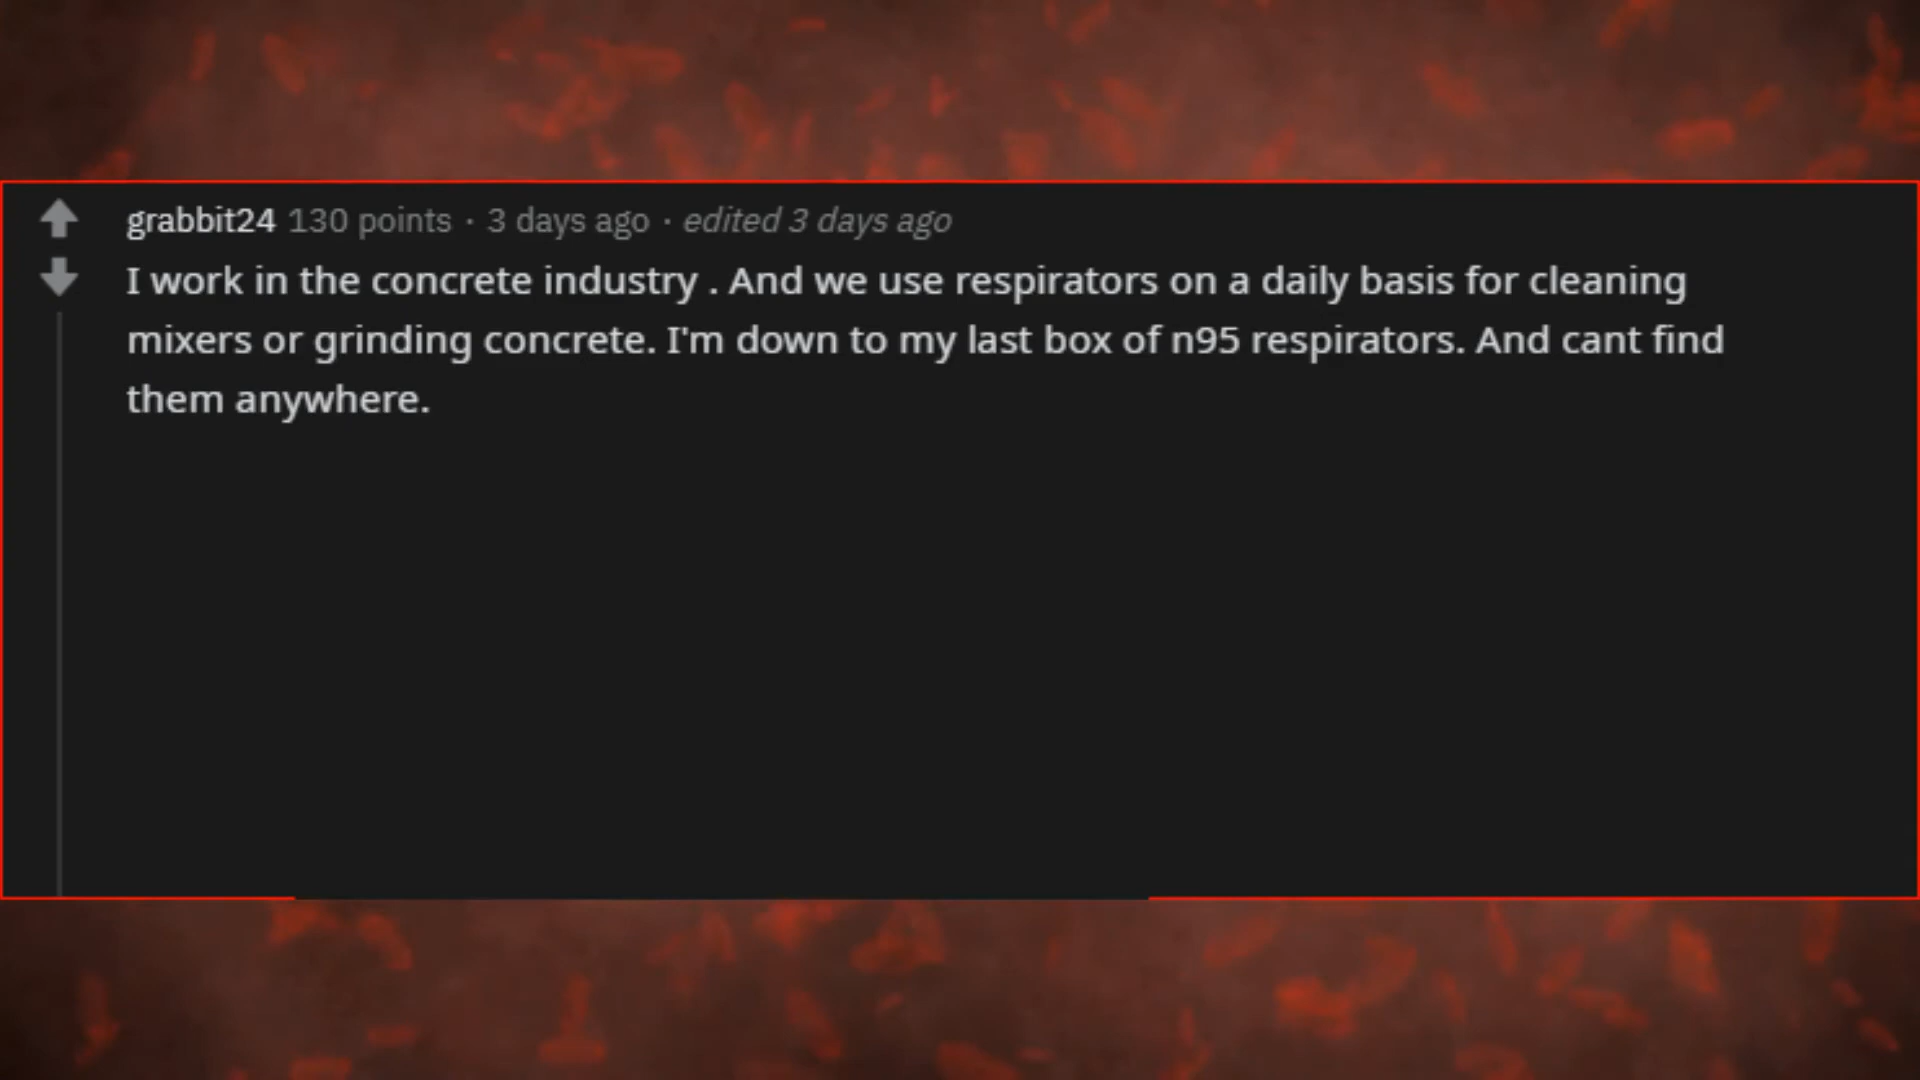 grabbit24 130 points · 3 days ago · edited 3 days ago
I work in the concrete industry . And we use respirators on a daily basis for cleaning
mixers or grinding concrete. I'm down to my last box of n95 respirators. And cant find
them anywhere.